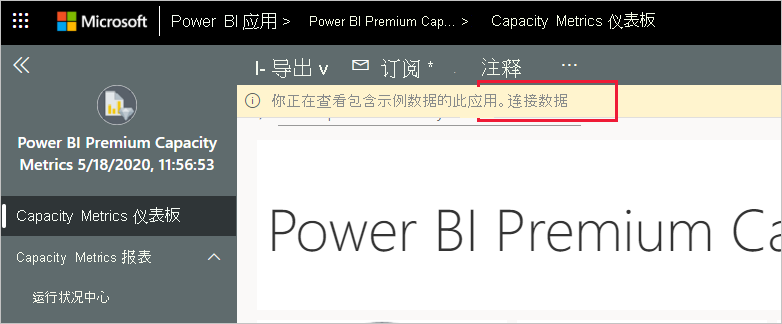 Microsoft Power BI 应用 > Power BI Premium Cap... > Capacity Metrics 仪表板
I- 导出 v 订阅 * 注释 ...
你正在查看包含示例数据的此应用。连接数据
Power BI Premium Capacity
Metrics 5/18/2020, 11:56:53
Capacity Metrics 仪表板
Capacity Metrics 报表
运行状况中心
Power BI Premium Ca